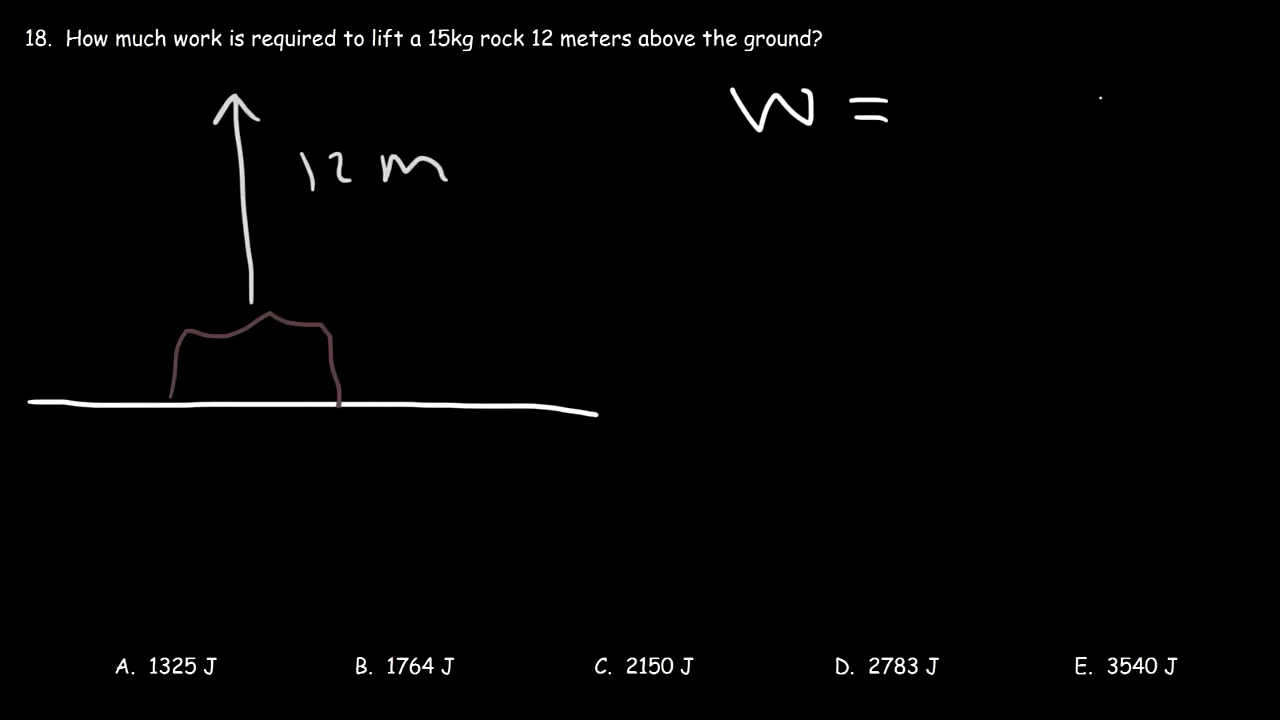 18. How much work is required to lift a 15kg rock 12 meters above the ground?
W =
12 m
A. 1325 J B. 1764 J C. 2150 J D. 2783 J E. 3540 J